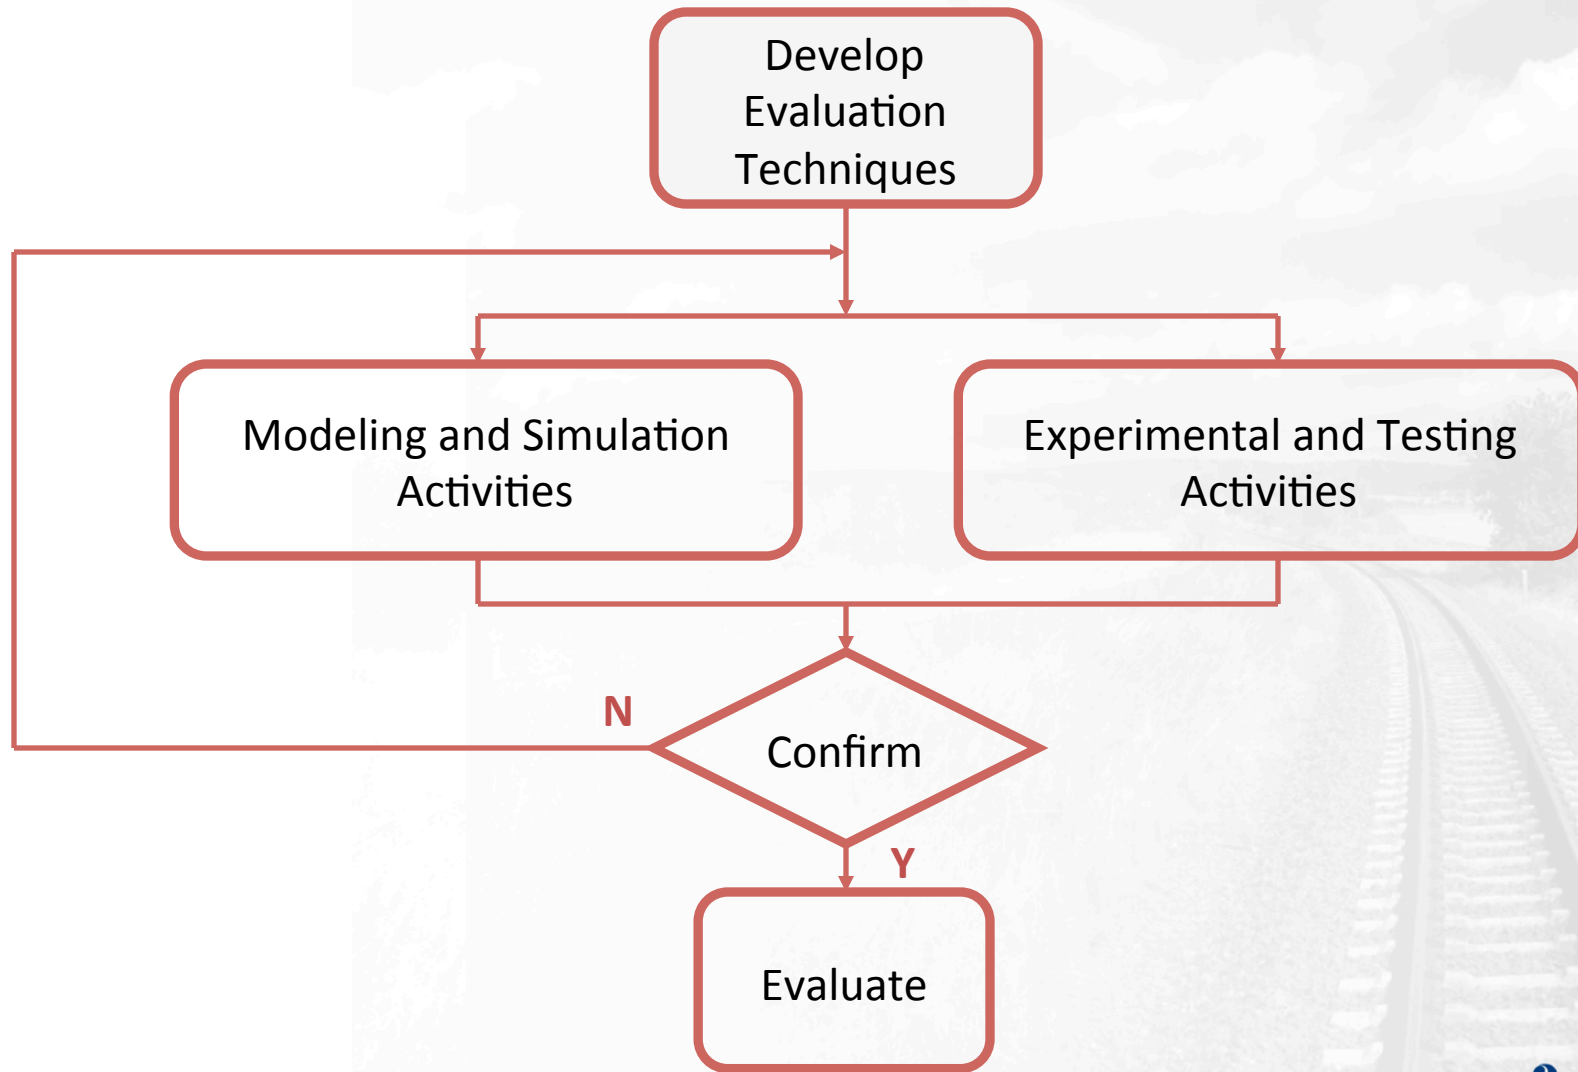 Develop
Evaluation
Techniques
Modeling and Simulation
Activities
Experimental and Testing
Activities
N
Confirm
Y
Evaluate